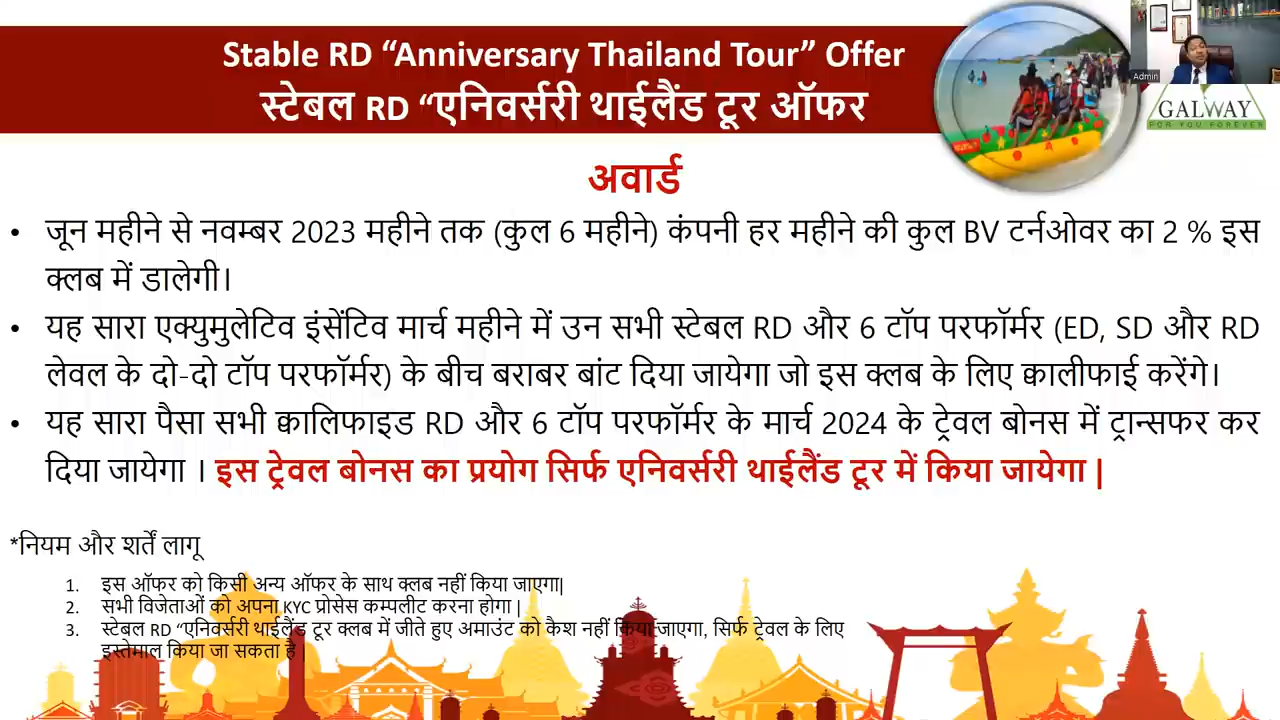 Stable RD “Anniversary Thailand Tour” Offer
स्टेबल RD “एनिवर्सरी थाईलैंड टूर ऑफर
Admin
GALWAY
FOR YOU FOREVER
अवार्ड
• जून महीने से नवम्बर 2023 महीने तक (कुल 6 महीने) कंपनी हर महीने की कुल BV टर्नओवर का 2 % इस
क्लब में डालेगी।
• यह सारा एक्युमुलेटिव इंसेंटिव मार्च महीने में उन सभी स्टेबल RD और 6 टॉप परफॉर्मर (ED, SD और RD
लेवल के दो-दो टॉप परफॉर्मर) के बीच बराबर बांट दिया जायेगा जो इस क्लब के लिए क्वालीफाई करेंगे।
• यह सारा पैसा सभी क्वालिफाइड RD और 6 टॉप परफॉर्मर के मार्च 2024 के ट्रेवल बोनस में ट्रान्सफर कर
दिया जायेगा । इस ट्रेवल बोनस का प्रयोग सिर्फ एनिवर्सरी थाईलैंड टूर में किया जायेगा |
*नियम और शर्तें लागू
1. इस ऑफर को किसी अन्य ऑफर के साथ क्लब नहीं किया जाएगा|
2. सभी विजेताओं को अपना KYC प्रोसेस कम्पलीट करना होगा |
3. स्टेबल RD “एनिवर्सरी थाईलैंड टूर क्लब में जीते हुए अमाउंट को कैश नहीं किया जाएगा, सिर्फ ट्रेवल के लिए
इस्तेमाल किया जा सकता है |